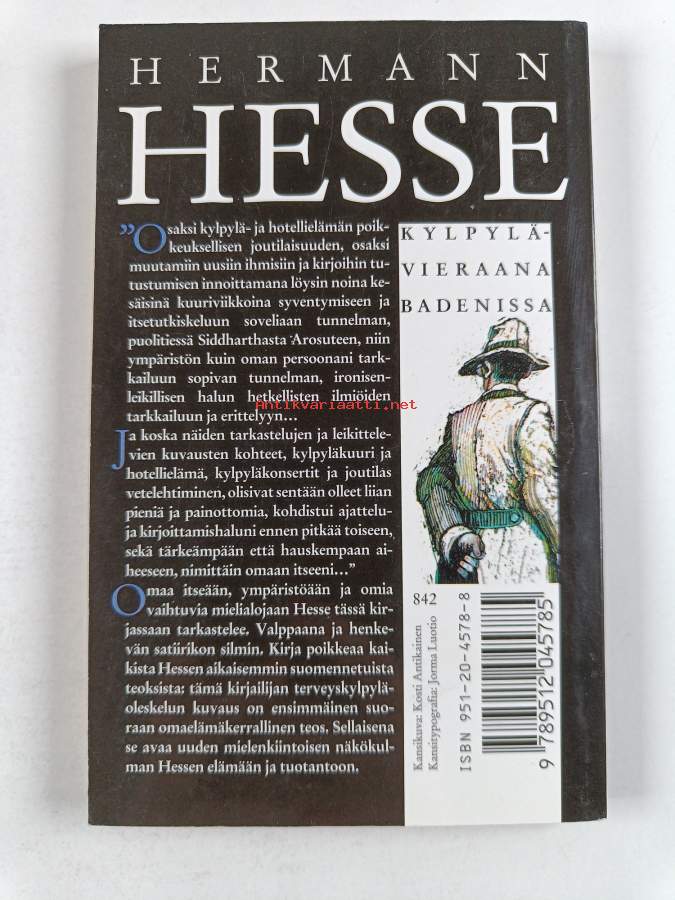 HERMANN
HESSE
”Osaksi kylpylä- ja hotellielämän poik-
keuksellisen joutilaisuuden, osaksi
muutamiin uusiin ihmisiin ja kirjoihin tu-
tustumisen innoittamana löysin noina ke-
säisinä kuuriviikkoina syventymiseen ja
itsetutkiskeluun soveliaan tunnelman,
puolitiessä Siddharthasta Arosuteen, niin
ympäristön kuin oman persoonani tark-
kailuun sopivan tunnelman, ironisen-
leikillisen halun hetkellisten ilmiöiden
tarkkailuun ja erittelyyn...
Ja koska näiden tarkastelujen ja leikittele-
vien kuvausten kohteet, kylpyläkuuri ja
hotellielämä, kylpyläkonsertit ja joutilas
vetelehtiminen, olisivat sentään olleet liian
pieniä ja painottomia, kohdistui ajattelu-
ja kirjoittamishaluni ennen pitkää toiseen,
sekä tärkeämpään että hauskempaan ai-
heeseen, nimittäin omaan itseeni...”
Omaa itseään, ympäristöään ja omia
vaihtuvia mielialojaan Hesse tässä kir-
jassaan tarkastelee. Valppaana ja henke-
vän satiirikon silmin. Kirja poikkeaa kai-
kista Hessen aikaisemmin suomennetuista
teoksista: tämä kirjailijan terveyskylpylä-
oleskelun kuvaus on ensimmäinen suo-
raan omaelämäkerrallinen teos. Sellaisena
se avaa uuden mielenkiintoisen näkökul-
man Hessen elämään ja tuotantoon.
KYLPYLÄ-
VIERAANA
BADENISSA
Antikvariaatti.net
842
Kansikuva: Kosti Antikainen
Kansitypografia: Jorma Luotio
ISBN 951-20-4578-8
9 789512 045785